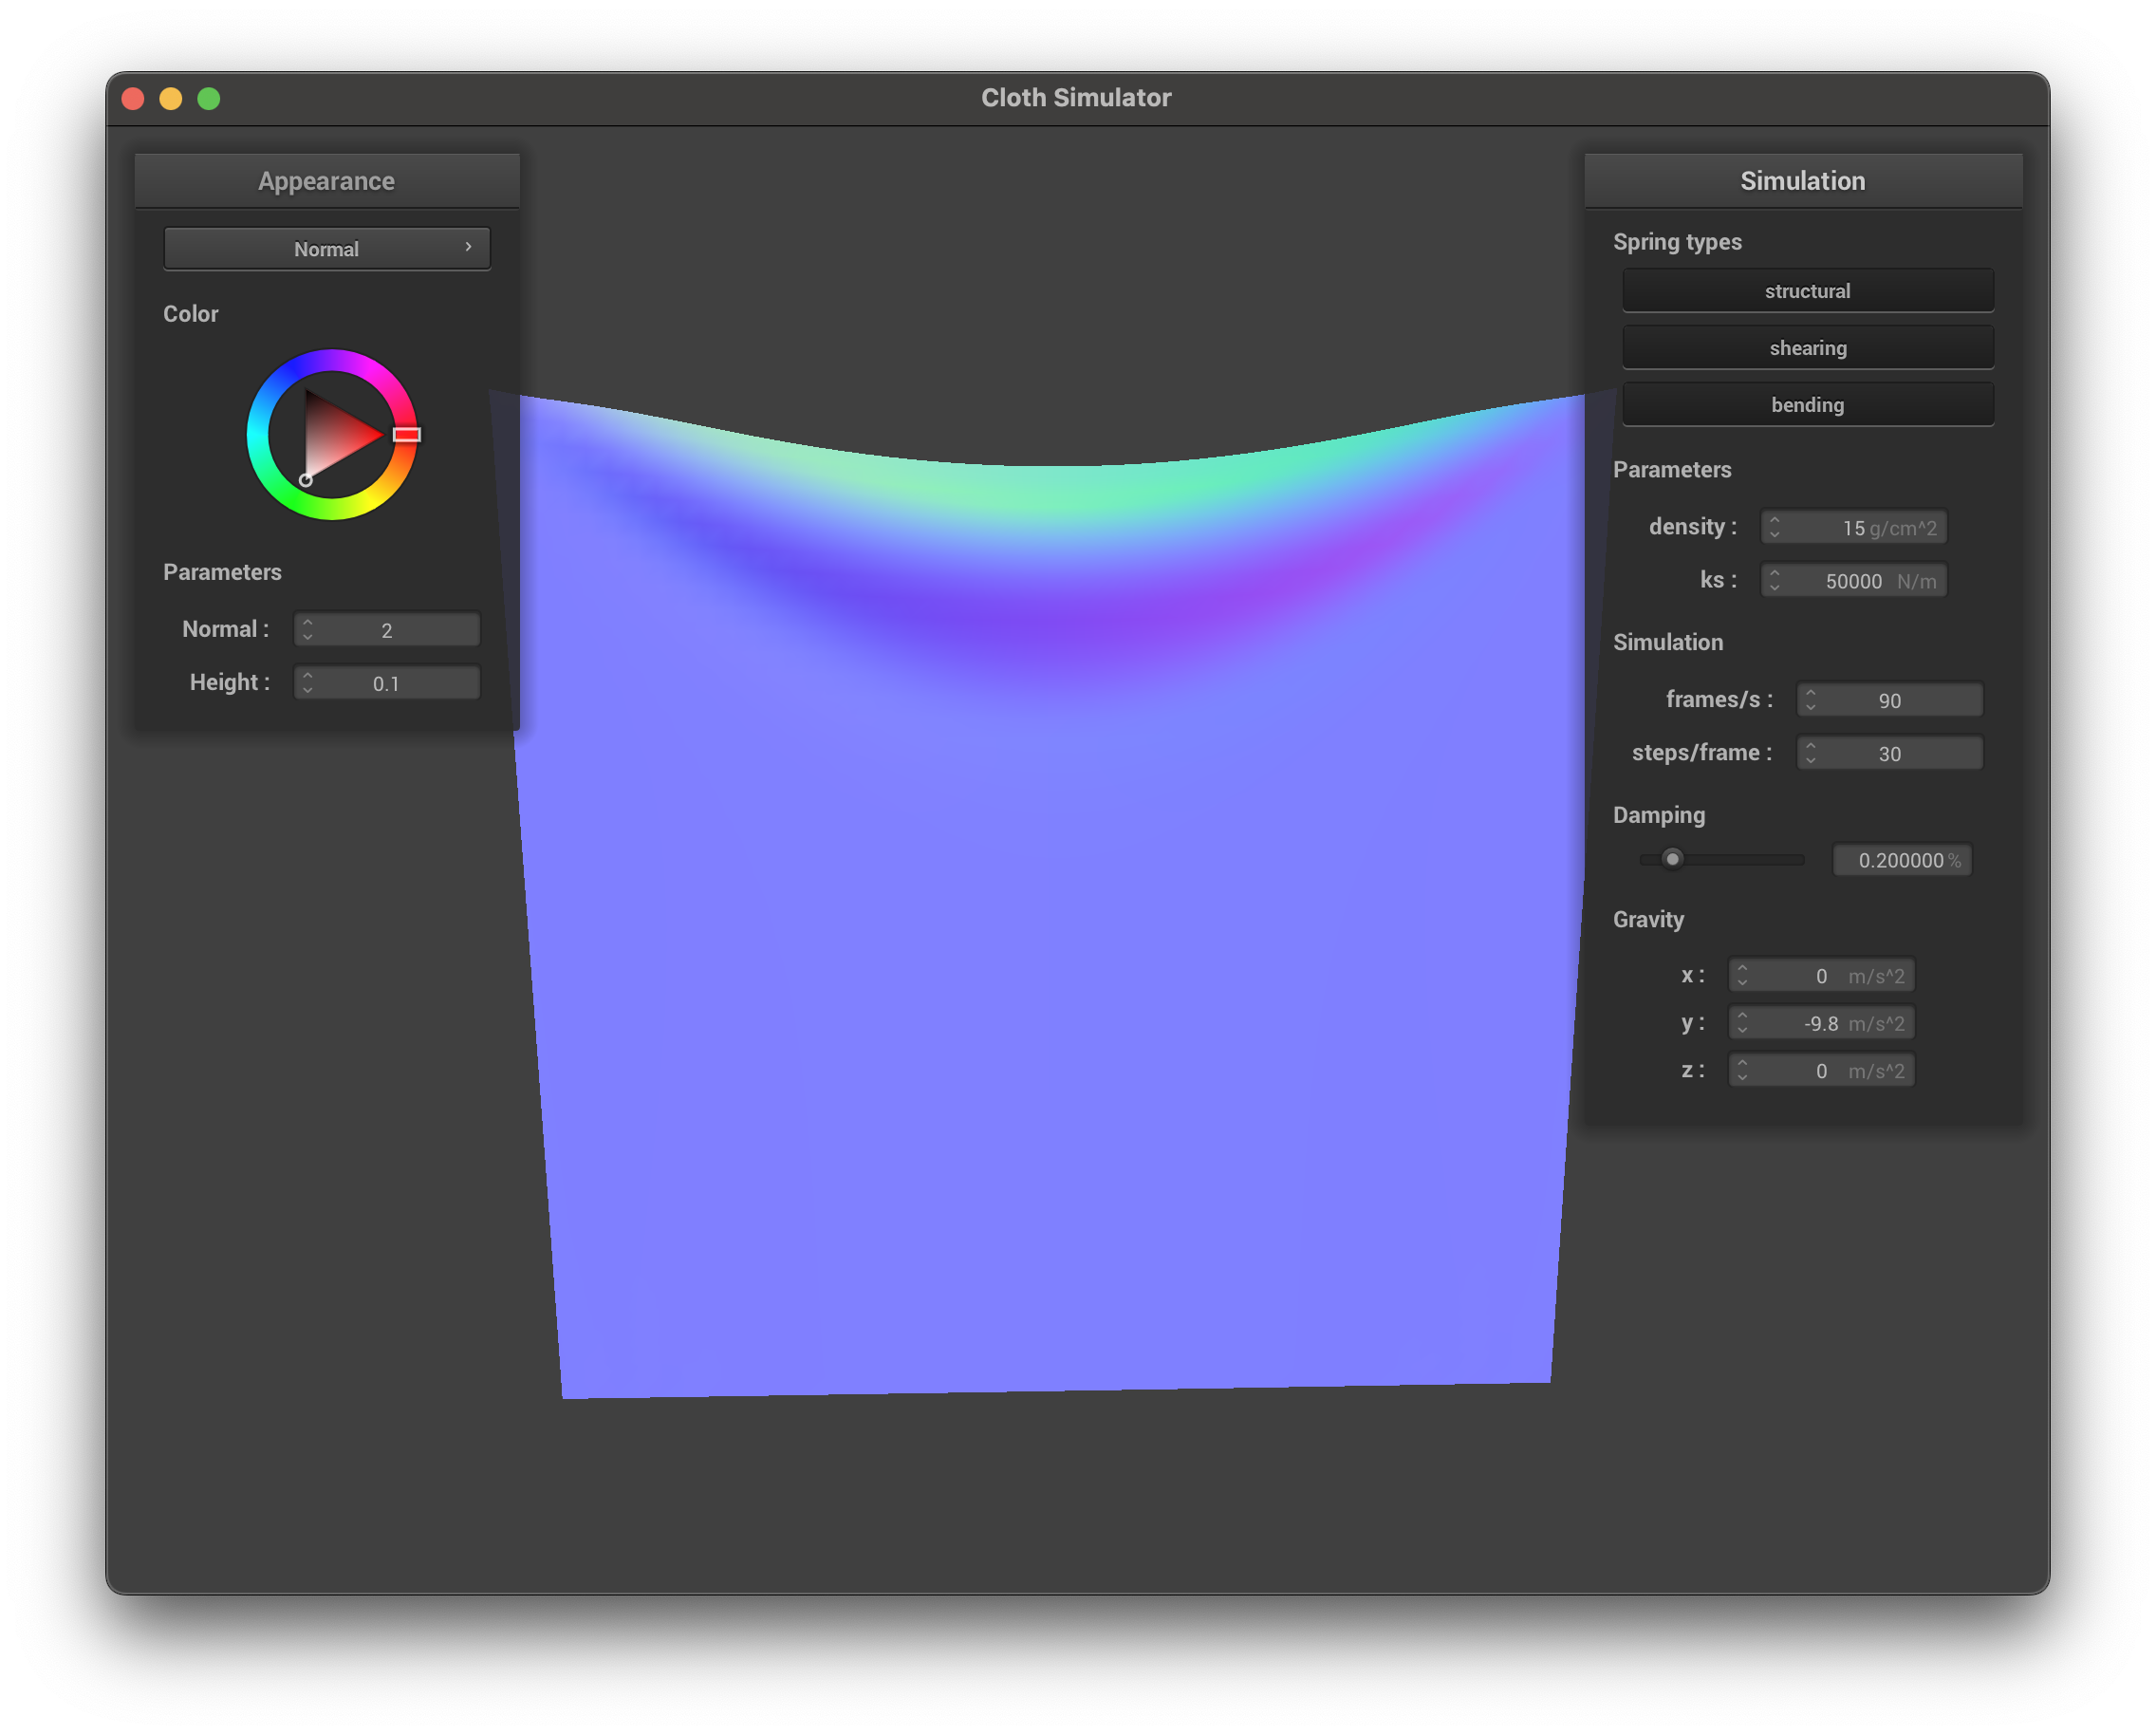 Cloth Simulator
Appearance
Normal
Color
Parameters
Normal : 2
Height : 0.1
Simulation
Spring types
structural
shearing
bending
Parameters
density : 15 g/cm^2
ks : 50000 N/m
Simulation
frames/s : 90
steps/frame : 30
Damping
0.200000 %
Gravity
x : 0 m/s^2
y : -9.8 m/s^2
z : 0 m/s^2